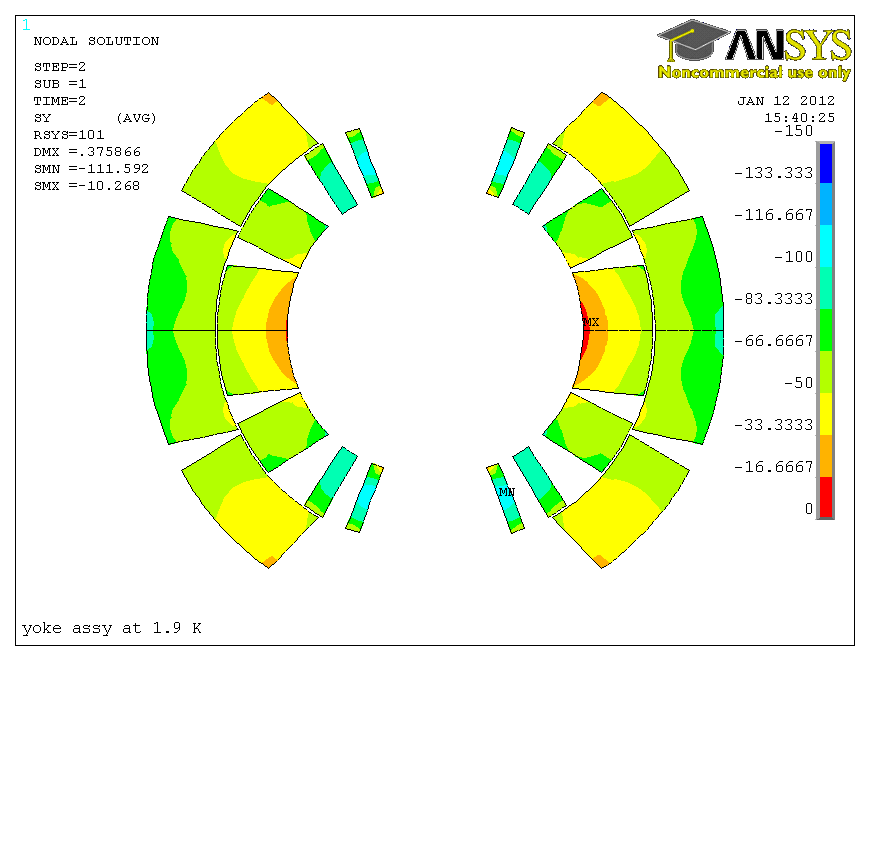 1
NODAL SOLUTION
STEP=2
SUB =1
TIME=2
SY (AVG)
RSYS=101
DMX =.375866
SMN =-111.592
SMX =-10.268
ANSYS
Noncommercial use only
JAN 12 2012
15:40:25
-150
-133.333
-116.667
-100
-83.3333
-66.6667
-50
-33.3333
-16.6667
0
MX
MN
yoke assy at 1.9 K